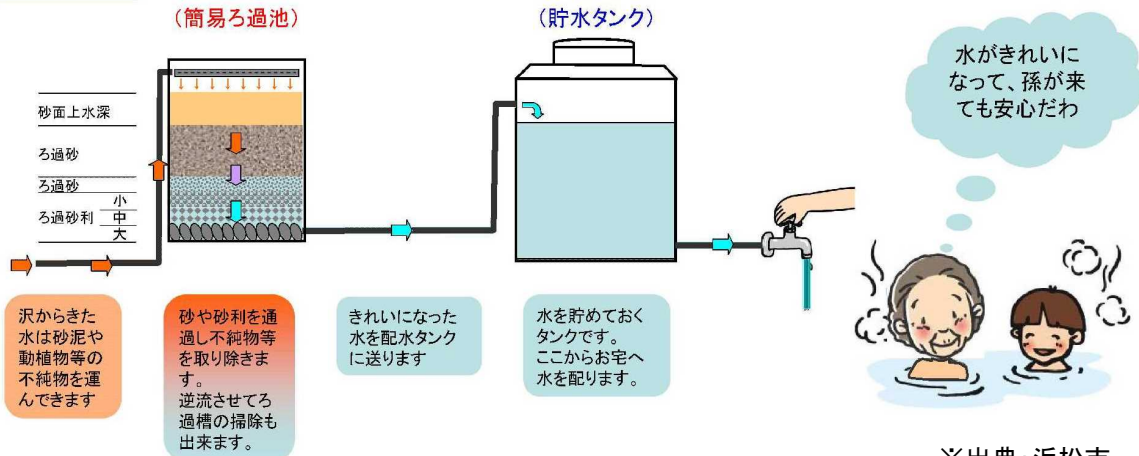 (簡易ろ過池)
(貯水タンク)
砂面上水深
ろ過砂
ろ過砂
ろ過砂利
小
中
大
水がきれいに
なって、孫が来
ても安心だわ
沢からきた
水は砂泥や
動植物等の
不純物を運
んできます
砂や砂利を通
過し不純物等
を取り除きま
す。
逆流させてろ
過槽の掃除も
出来ます。
きれいになった
水を配水タンク
に送ります
水を貯めておく
タンクです。
ここからお宅へ
水を配ります。
※出典:浜松市